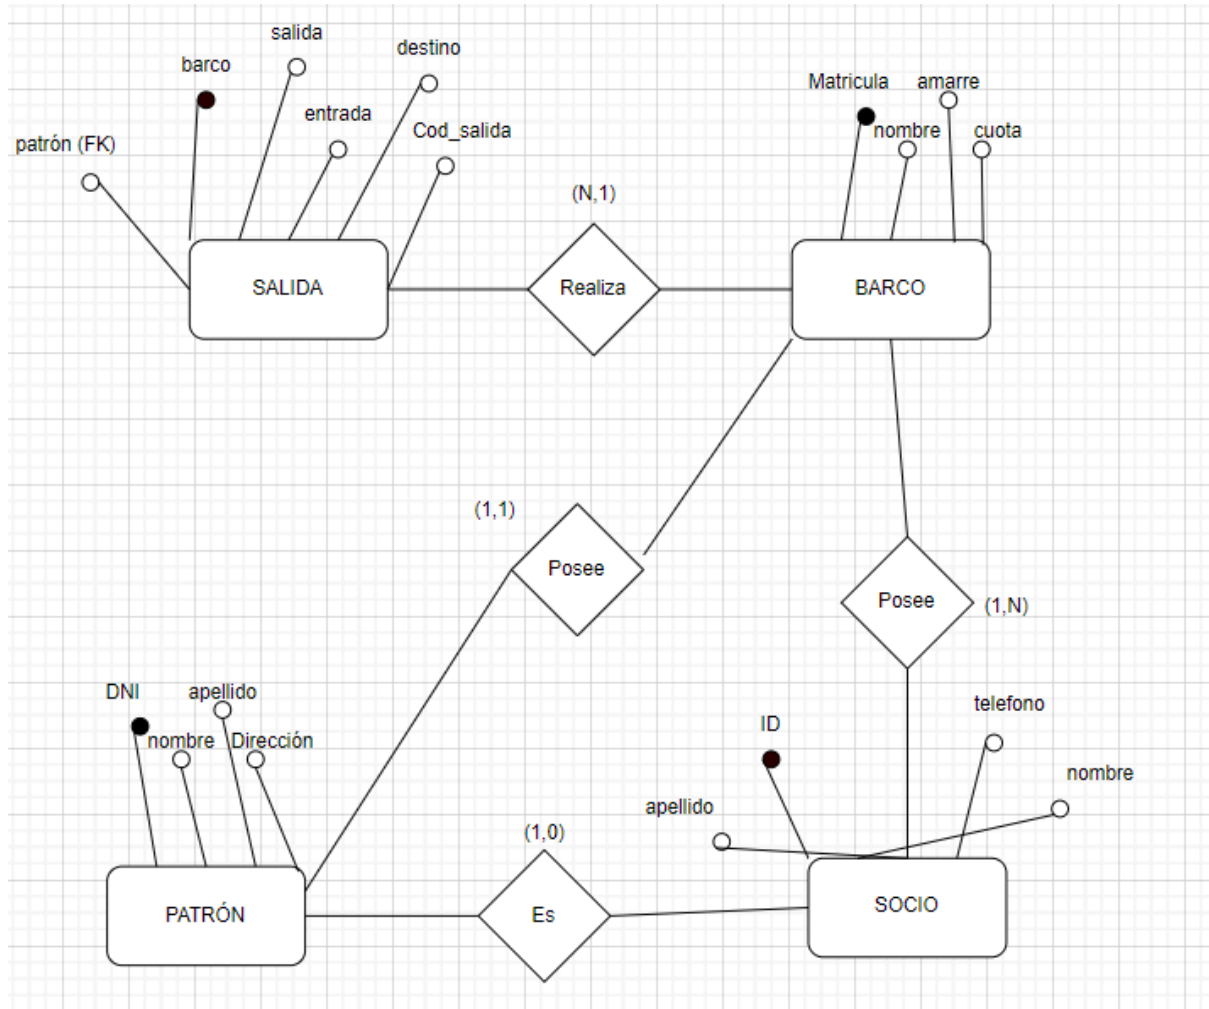 salida
destino
barco
entrada
Cod_salida
patrón (FK)
Matricula
amarre
nombre
cuota
(N,1)
SALIDA
Realiza
BARCO
(1,1)
Posee
Posee
(1,N)
DNI
apellido
nombre
Dirección
ID
telefono
nombre
apellido
(1,0)
PATRÓN
Es
SOCIO